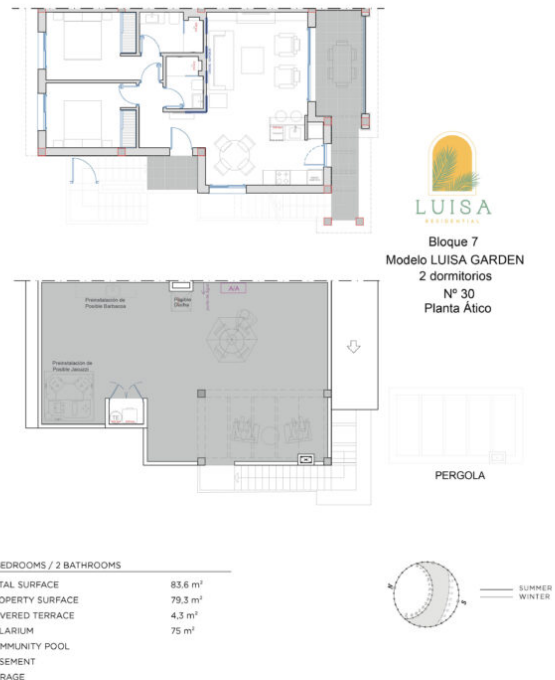 LUISA
RESIDENTIAL
Bloque 7
Modelo LUISA GARDEN
2 dormitorios
Nº 30
Planta Ático
Preinstalación de
Posible Barbacoa
Posible
Ducha
A/A
Preinstalación de
Posible Jacuzzi
PERGOLA
EDROOMS / 2 BATHROOMS
TAL SURFACE 83,6 m²
OPERTY SURFACE 79,3 m²
VERED TERRACE 4,3 m²
LARIUM 75 m²
MMUNITY POOL
SEMENT
RAGE
N
S
SUMMER
WINTER